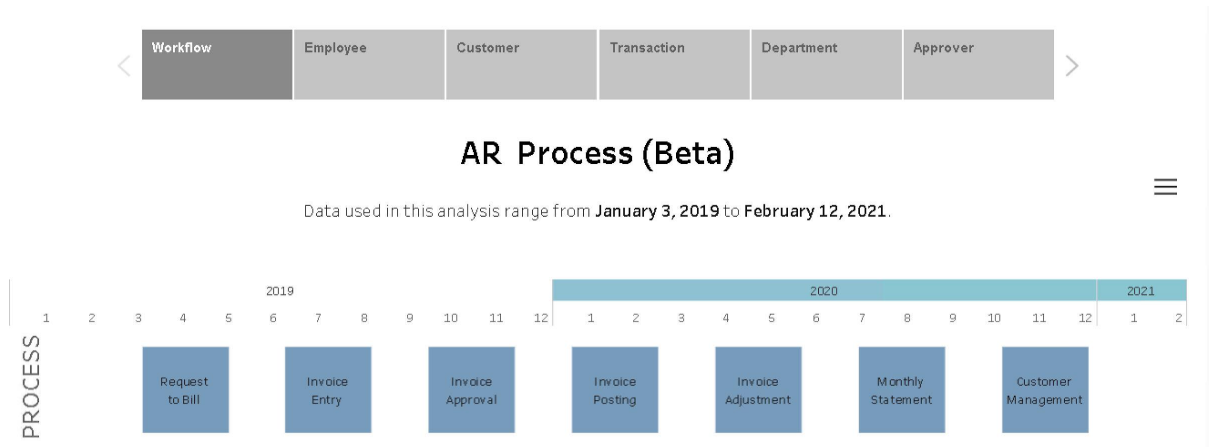 Workflow Employee Customer Transaction Department Approver
AR Process (Beta)
Data used in this analysis range from January 3, 2019 to February 12, 2021.
2019 2020 2021
1 2 3 4 5 6 7 8 9 10 11 12 1 2 3 4 5 6 7 8 9 10 11 12 1 2
PROCESS
Request
to Bill
Invoice
Entry
Invoice
Approval
Invoice
Posting
Invoice
Adjustment
Monthly
Statement
Customer
Management